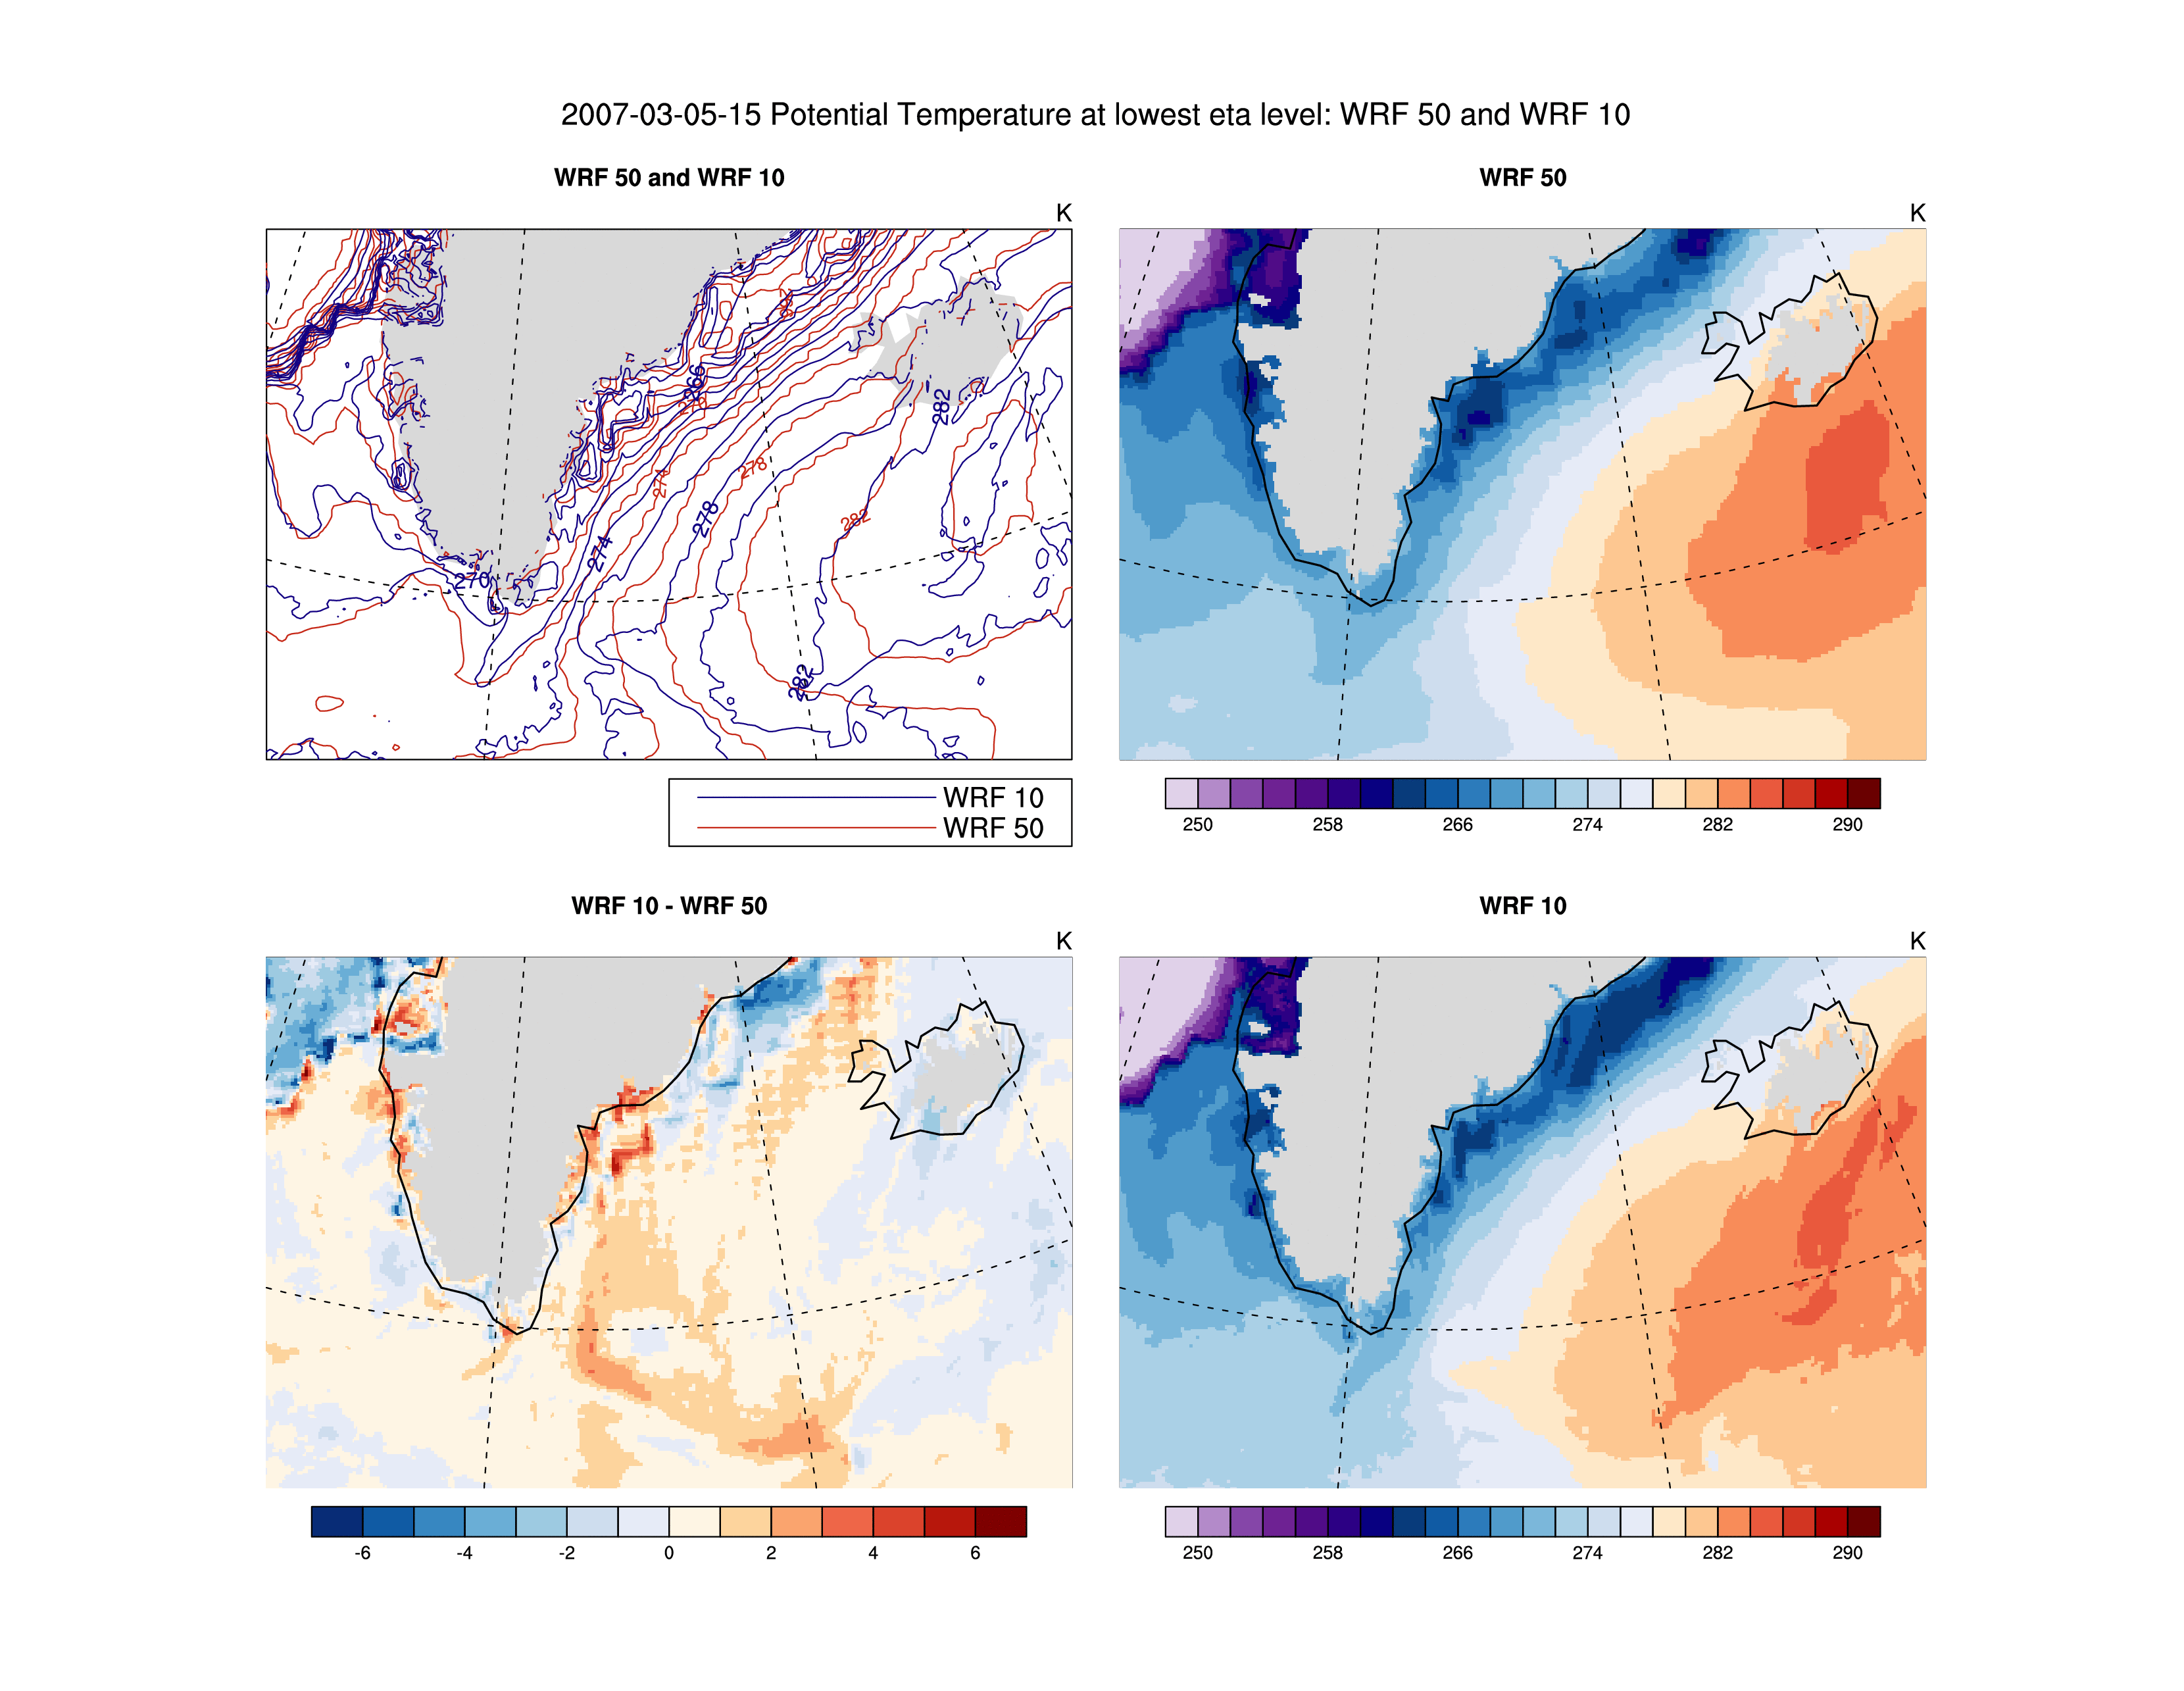 2007-03-05-15 Potential Temperature at lowest eta level: WRF 50 and WRF 10
WRF 50 and WRF 10
K
266
274
278
278
274
282
282
282
270
WRF 10
WRF 50
WRF 50
K
250 258 266 274 282 290
WRF 10 - WRF 50
K
-6 -4 -2 0 2 4 6
WRF 10
K
250 258 266 274 282 290